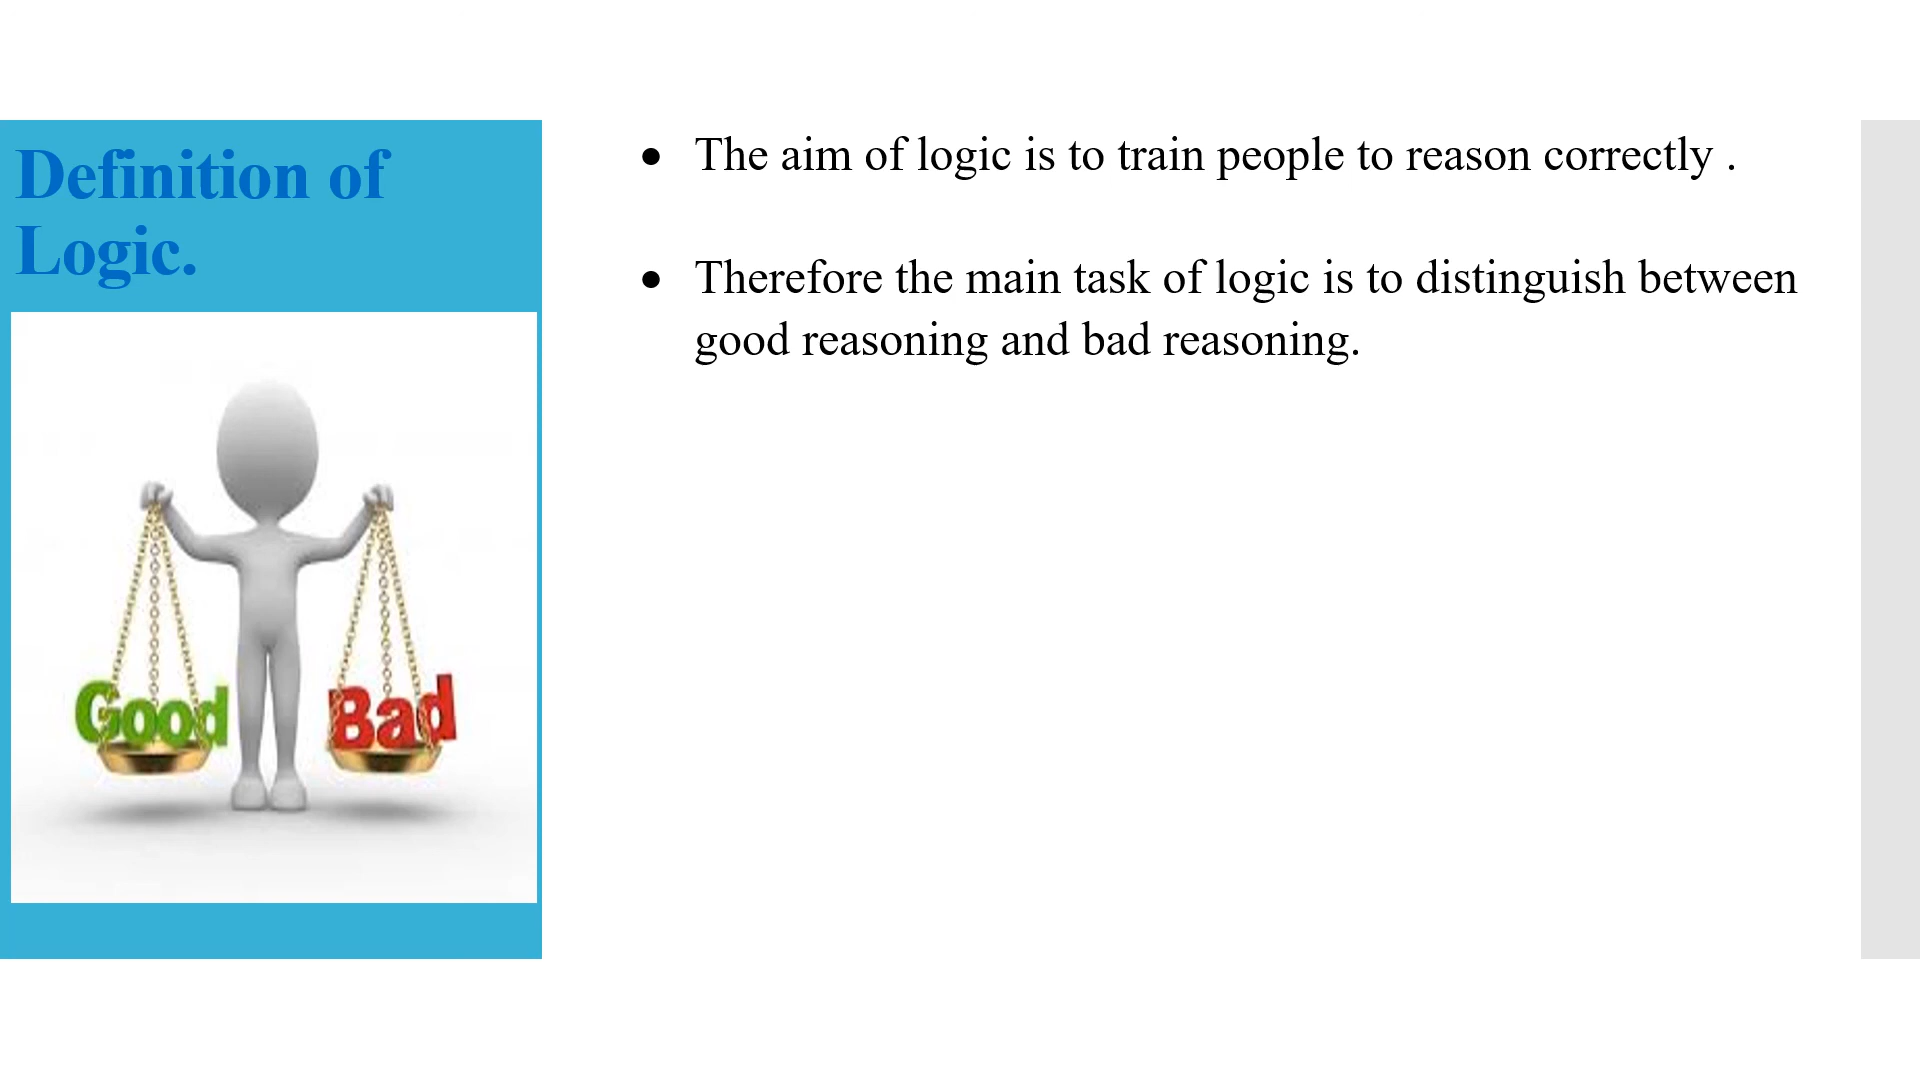 Definition of
Logic.
Good
Bad
• The aim of logic is to train people to reason correctly .
• Therefore the main task of logic is to distinguish between
good reasoning and bad reasoning.